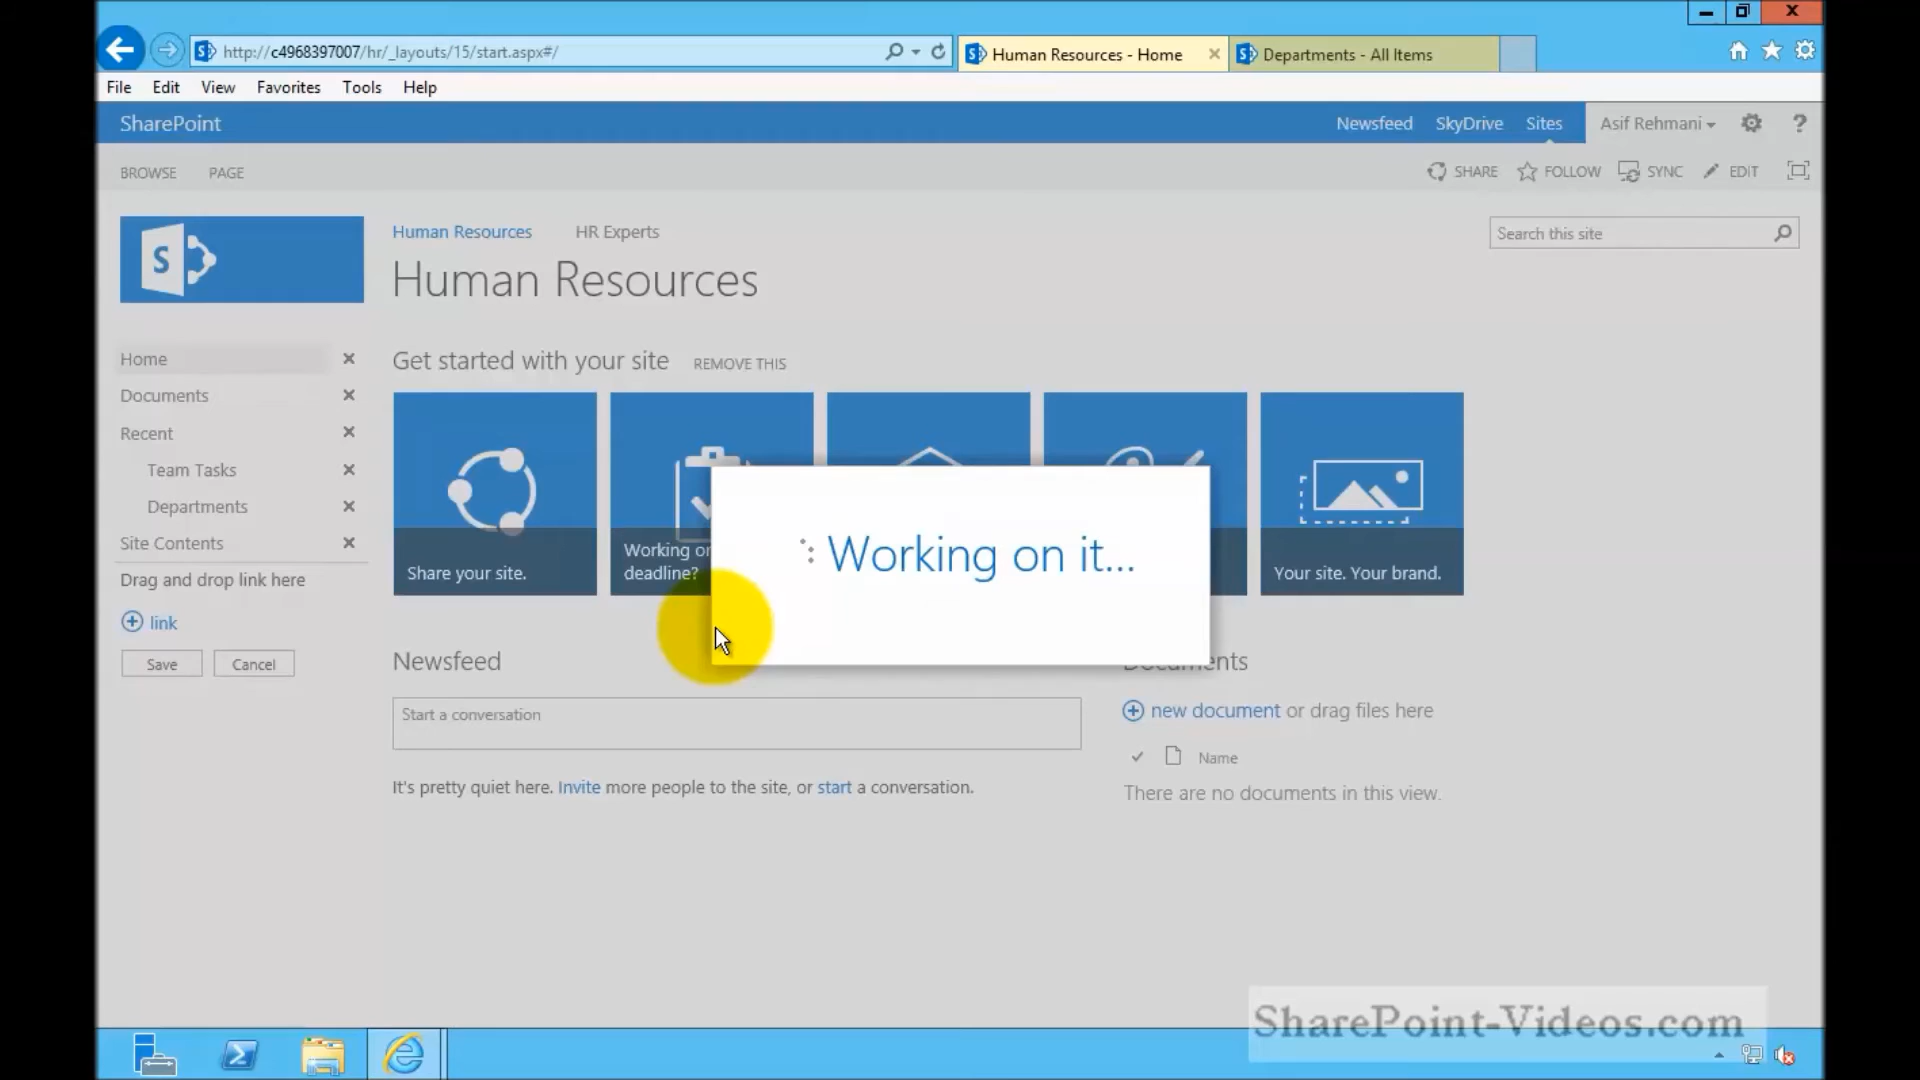 http://c4968397007/hr/_layouts/15/start.aspx#/
Human Resources - Home
Departments - All Items
File Edit View Favorites Tools Help
SharePoint
Newsfeed SkyDrive Sites Asif Rehmani ?
BROWSE PAGE
SHARE FOLLOW SYNC EDIT
S
Human Resources HR Experts
Search this site
Human Resources
Home
Documents
Recent
Team Tasks
Departments
Site Contents
Drag and drop link here
link
Save Cancel
Get started with your site REMOVE THIS
Share your site.
Working
deadline?
Your site. Your brand.
Working on it...
Newsfeed
Start a conversation
It's pretty quiet here. Invite more people to the site, or start a conversation.
Documents
new document or drag files here
Name
There are no documents in this view.
SharePoint-Videos.com